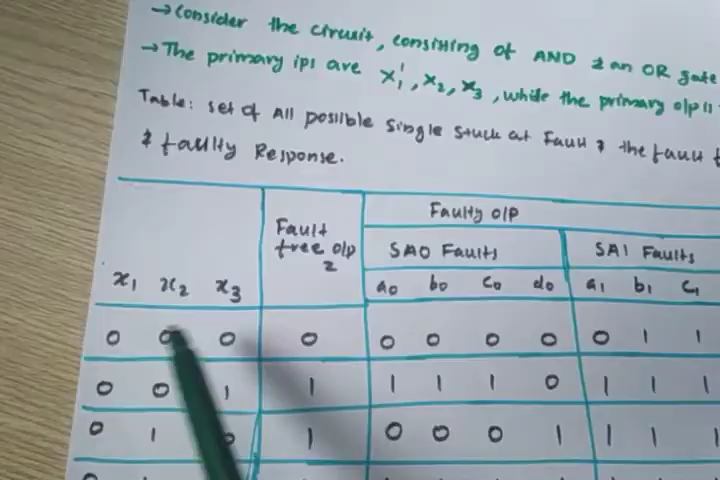 → Consider the circuit, consisting of AND & an OR gate
→ The primary ips are x₁', x₂, x₃, while the primary o/p is
Table: set of All possible Single Stuck at Fault & the fault f
& faulty Response.
Faulty O/P
Fault free o/p z
SA0 Faults SA1 Faults
x₁ x₂ x₃ a₀ b₀ c₀ d₀ a₁ b₁ c₁
0 0 0 0 0 0 0 0 0 1 1
0 0 1 1 1 1 1 0 1 1 1
0 1 0 1 0 0 0 1 1 1 1